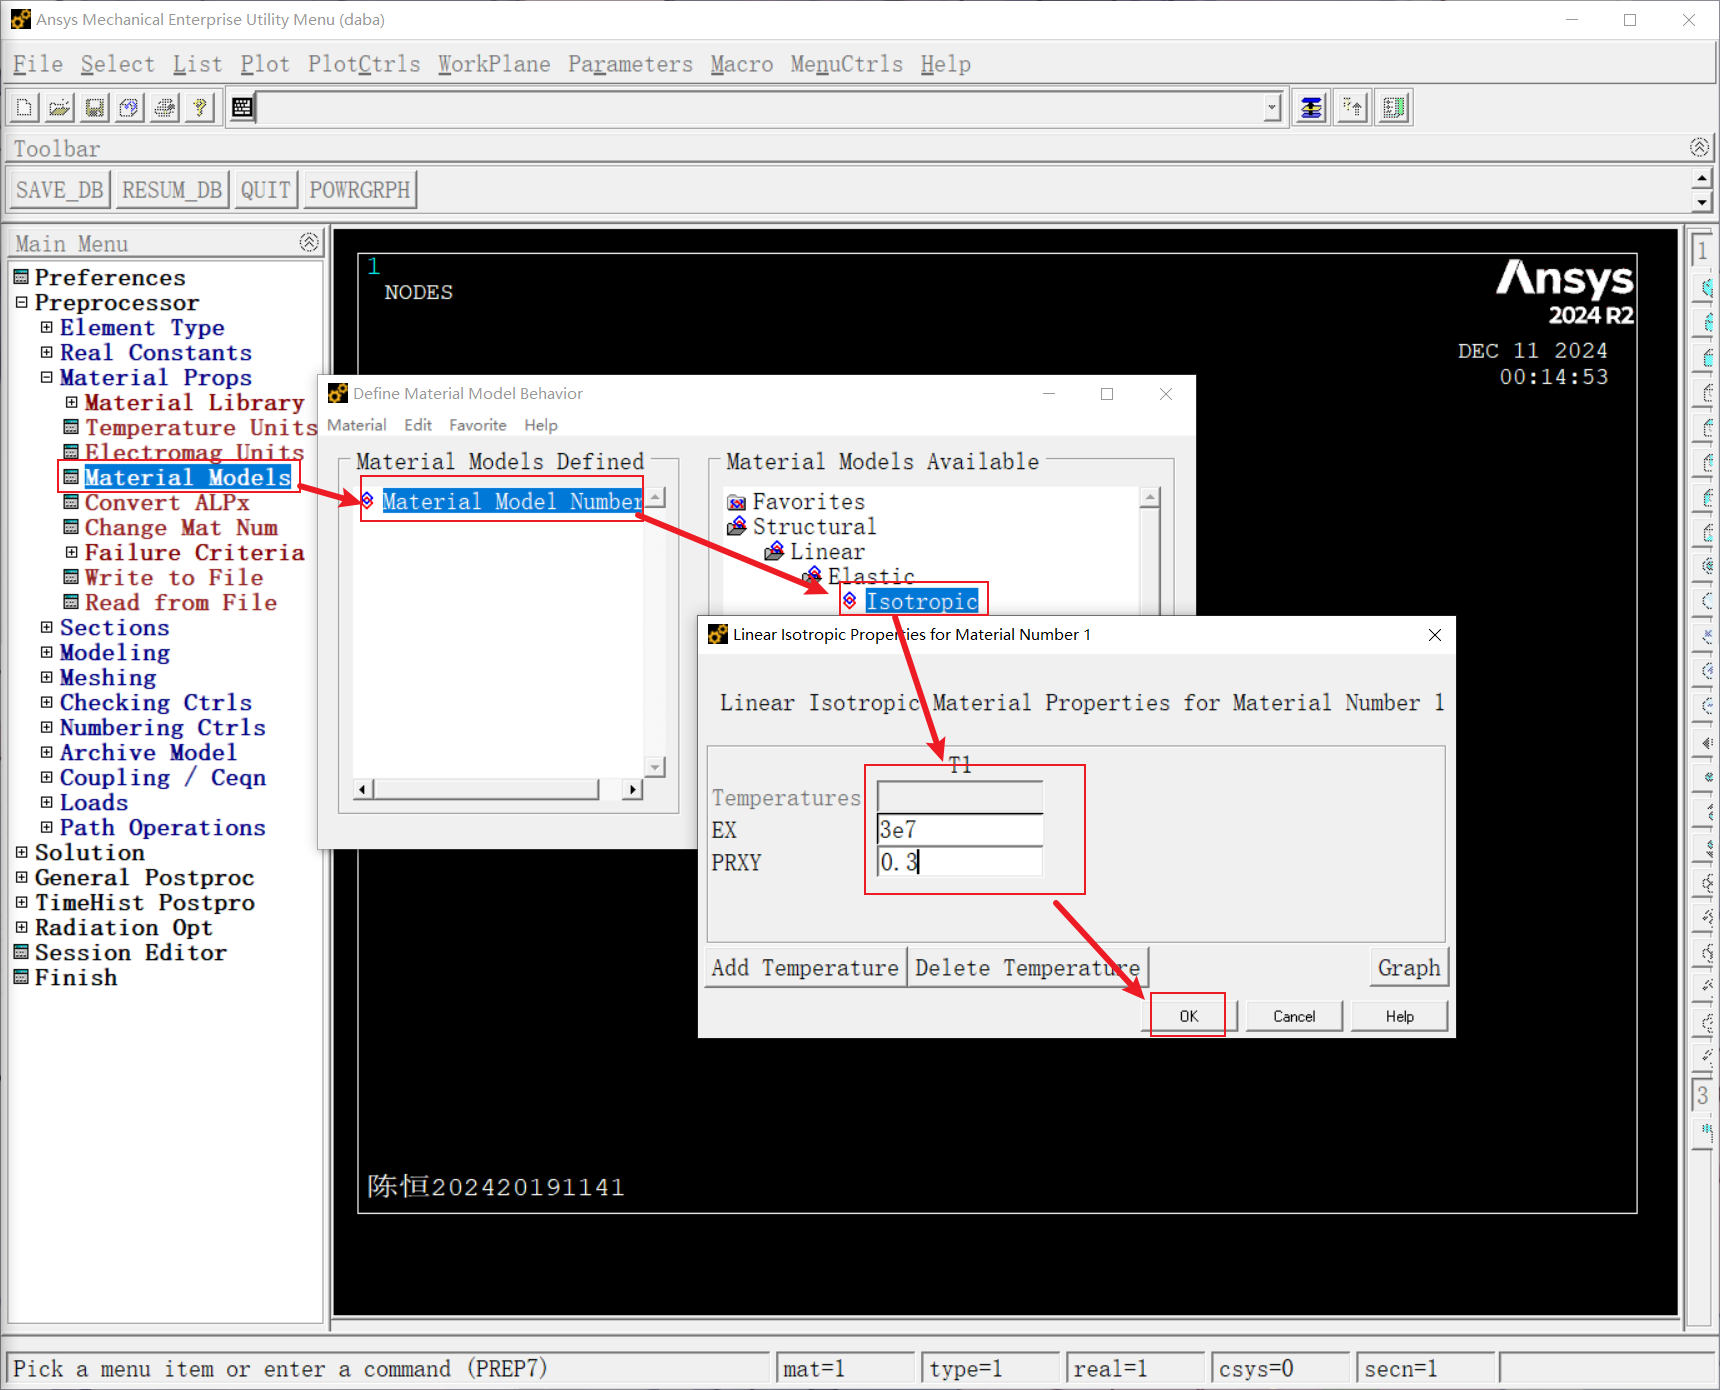 Ansys Mechanical Enterprise Utility Menu (daba)
File Select List Plot PlotCtrls WorkPlane Parameters Macro MenuCtrls Help
Toolbar
SAVE_DB RESUM_DB QUIT POWRGRPH
Main Menu
Preferences
Preprocessor
Element Type
Real Constants
Material Props
Material Library
Temperature Units
Electromag Units
Material Models
Convert ALPx
Change Mat Num
Failure Criteria
Write to File
Read from File
Sections
Modeling
Meshing
Checking Ctrls
Numbering Ctrls
Archive Model
Coupling / Ceqn
Loads
Path Operations
Solution
General Postproc
TimeHist Postpro
Radiation Opt
Session Editor
Finish
1
NODES
Ansys
2024 R2
DEC 11 2024
00:14:53
Define Material Model Behavior
Material Edit Favorite Help
Material Models Defined
Material Model Number
Material Models Available
Favorites
Structural
Linear
Elastic
Isotropic
Linear Isotropic Properties for Material Number 1
Linear Isotropic Material Properties for Material Number 1
T1
Temperatures
EX 3e7
PRXY 0.3
Add Temperature Delete Temperature Graph
OK Cancel Help
陈恒202420191141
1
3
Pick a menu item or enter a command (PREP7) mat=1 type=1 real=1 csys=0 secn=1